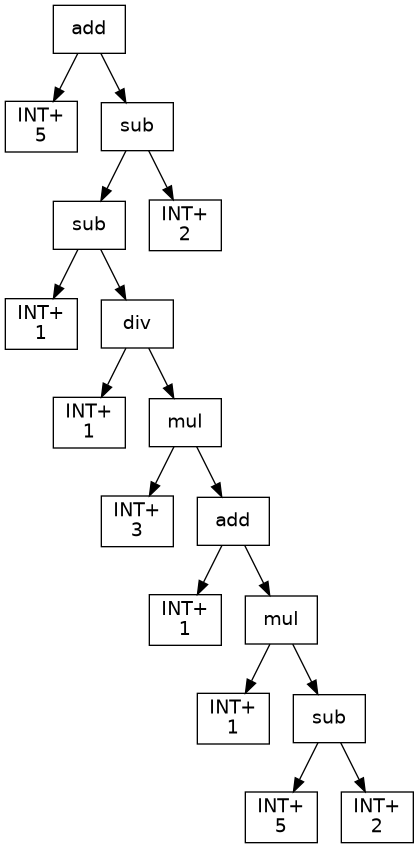 add
INT+
5
sub
sub
INT+
2
INT+
1
div
INT+
1
mul
INT+
3
add
INT+
1
mul
INT+
1
sub
INT+
5
INT+
2